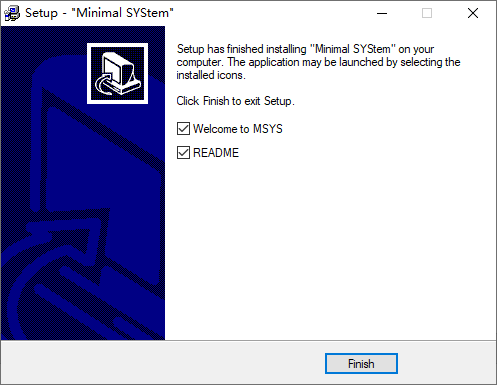 Setup - "Minimal SYStem"
Setup has finished installing "Minimal SYStem" on your
computer. The application may be launched by selecting the
installed icons.
Click Finish to exit Setup.
Welcome to MSYS
README
Finish